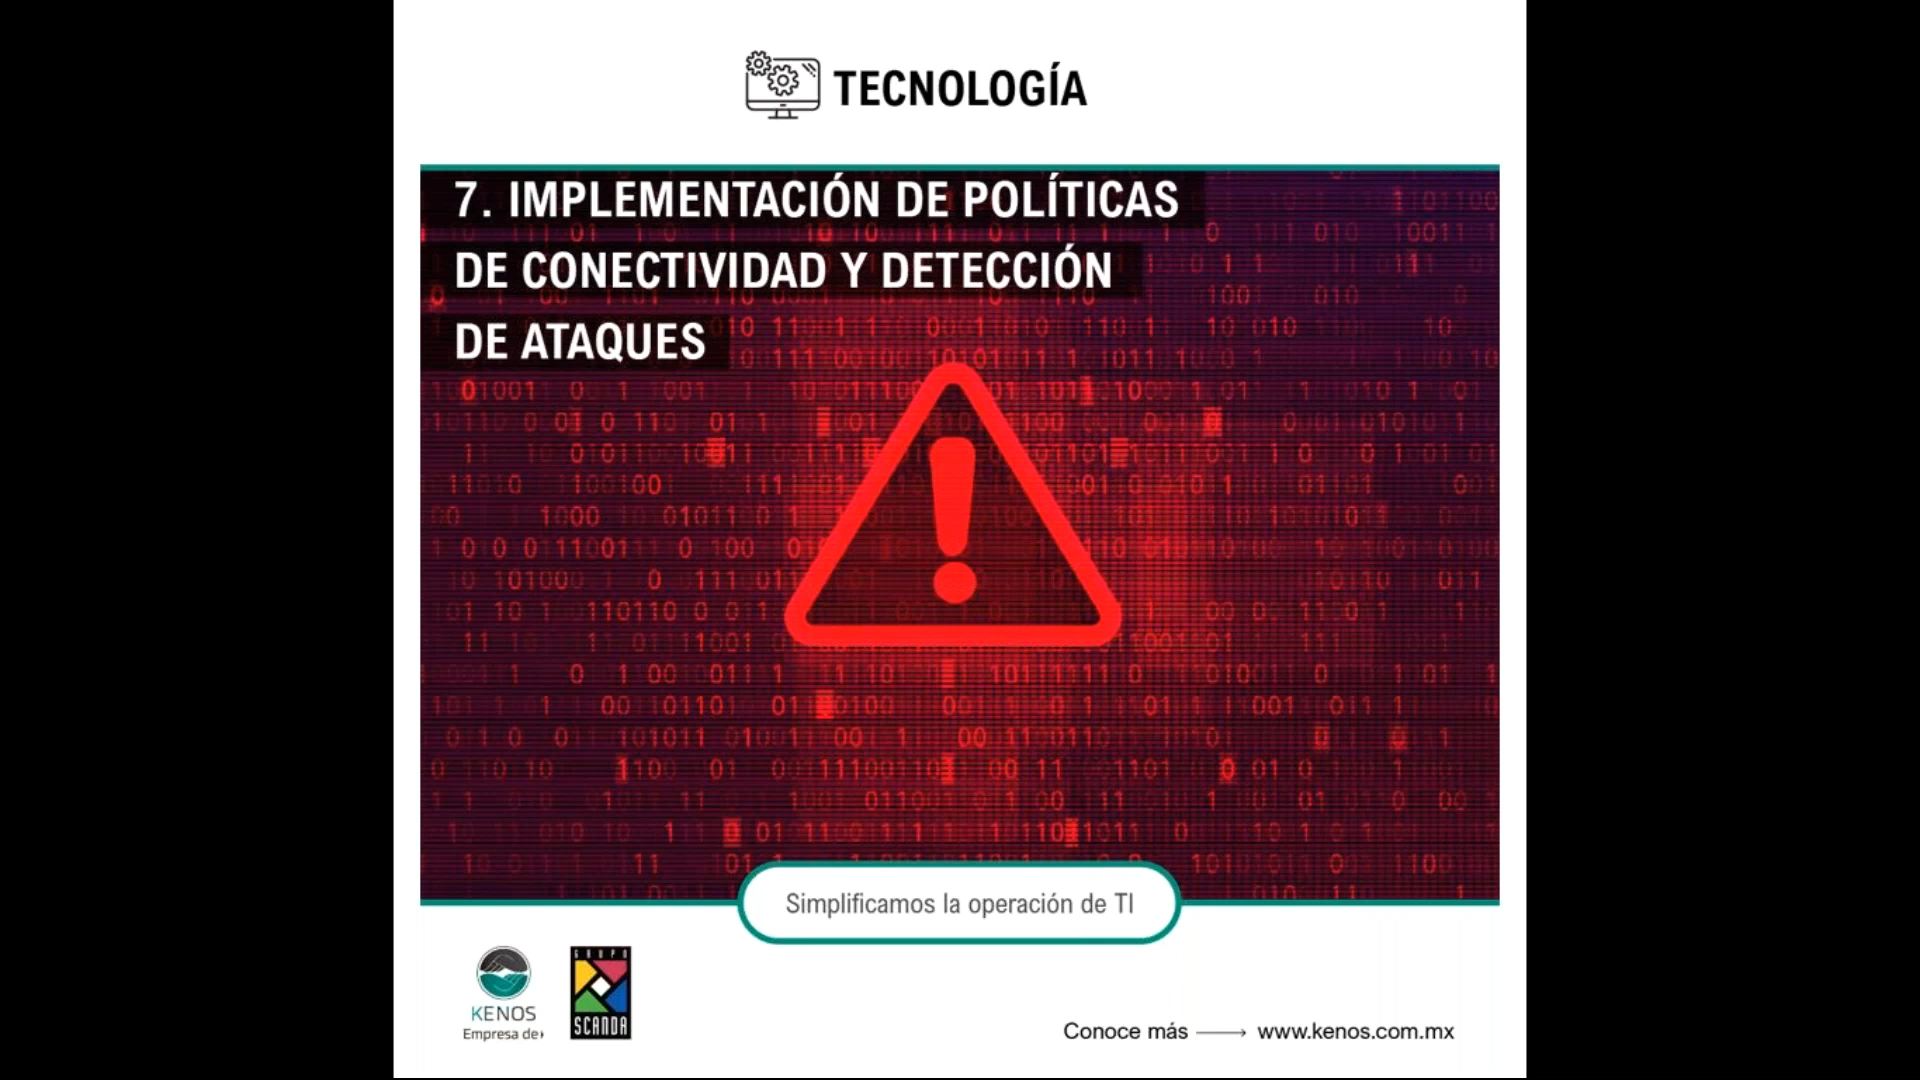 TECNOLOGÍA
7. IMPLEMENTACIÓN DE POLÍTICAS
DE CONECTIVIDAD Y DETECCIÓN
DE ATAQUES
Simplificamos la operación de TI
KENOS
Empresa de
GRUPO
SCANDA
Conoce más
www.kenos.com.mx